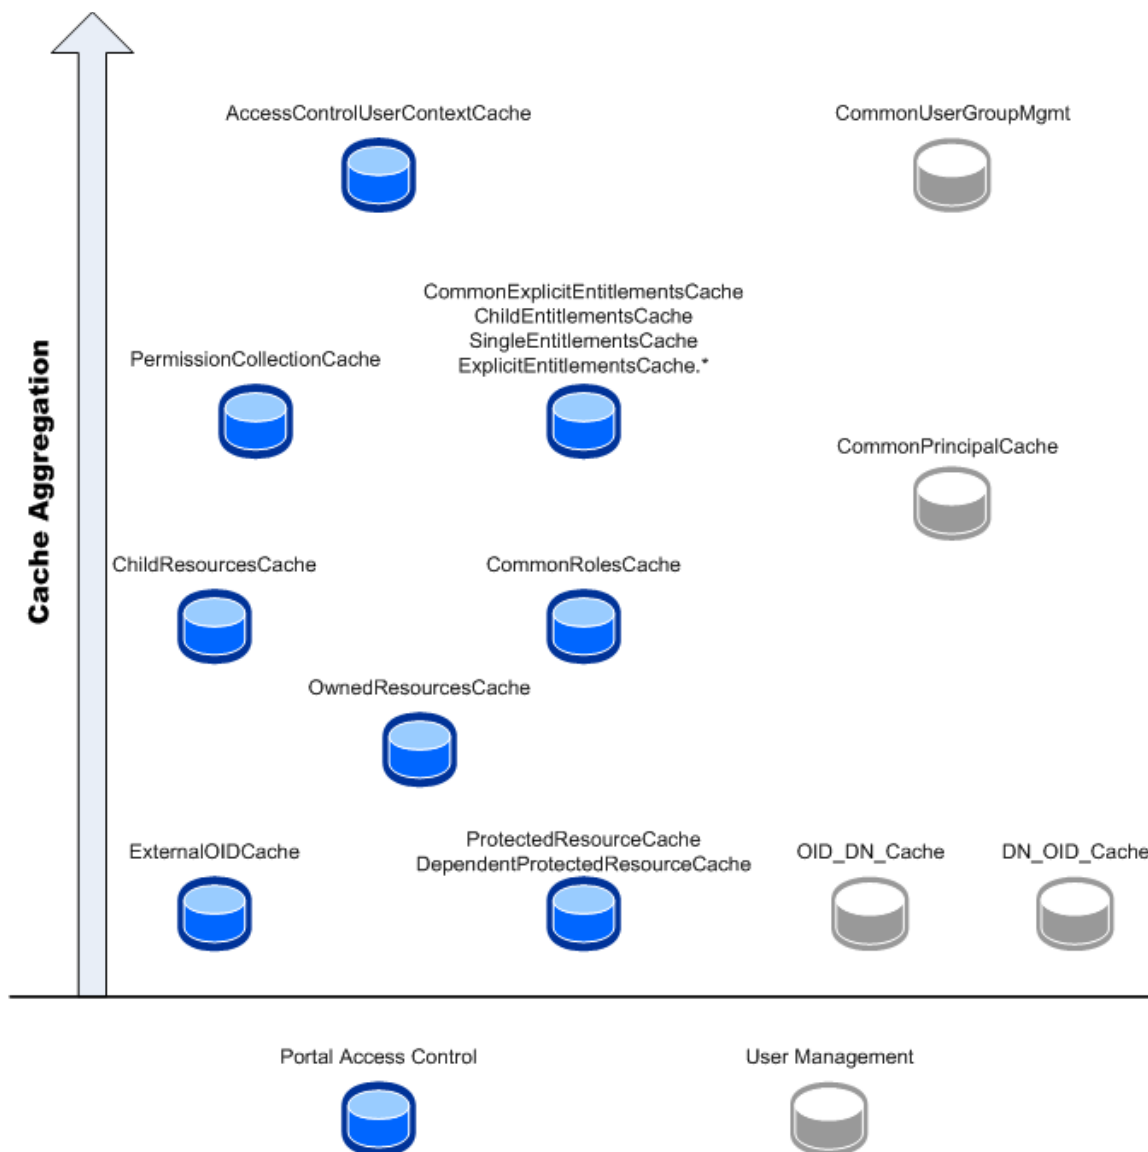 AccessControlUserContextCache
CommonUserGroupMgmt
CommonExplicitEntitlementsCache
ChildEntitlementsCache
SingleEntitlementsCache
ExplicitEntitlementsCache.*
PermissionCollectionCache
CommonPrincipalCache
Cache Aggregation
ChildResourcesCache
CommonRolesCache
OwnedResourcesCache
ExternalOIDCache
ProtectedResourceCache
DependentProtectedResourceCache
OID_DN_Cache
DN_OID_Cache
Portal Access Control
User Management